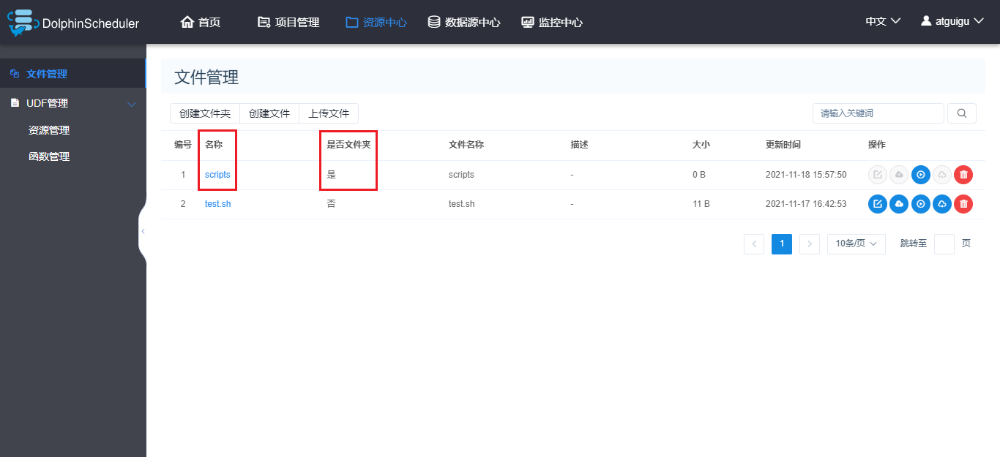 DolphinScheduler 首页 项目管理 资源中心 数据源中心 监控中心 中文 atguigu
文件管理
UDF管理
资源管理
函数管理
文件管理
创建文件夹 创建文件 上传文件 请输入关键词
编号 名称 是否文件夹 文件名称 描述 大小 更新时间 操作
1 scripts 是 scripts - 0 B 2021-11-18 15:57:50
2 test.sh 否 test.sh - 11 B 2021-11-17 16:42:53
1 10条/页 跳转至 页